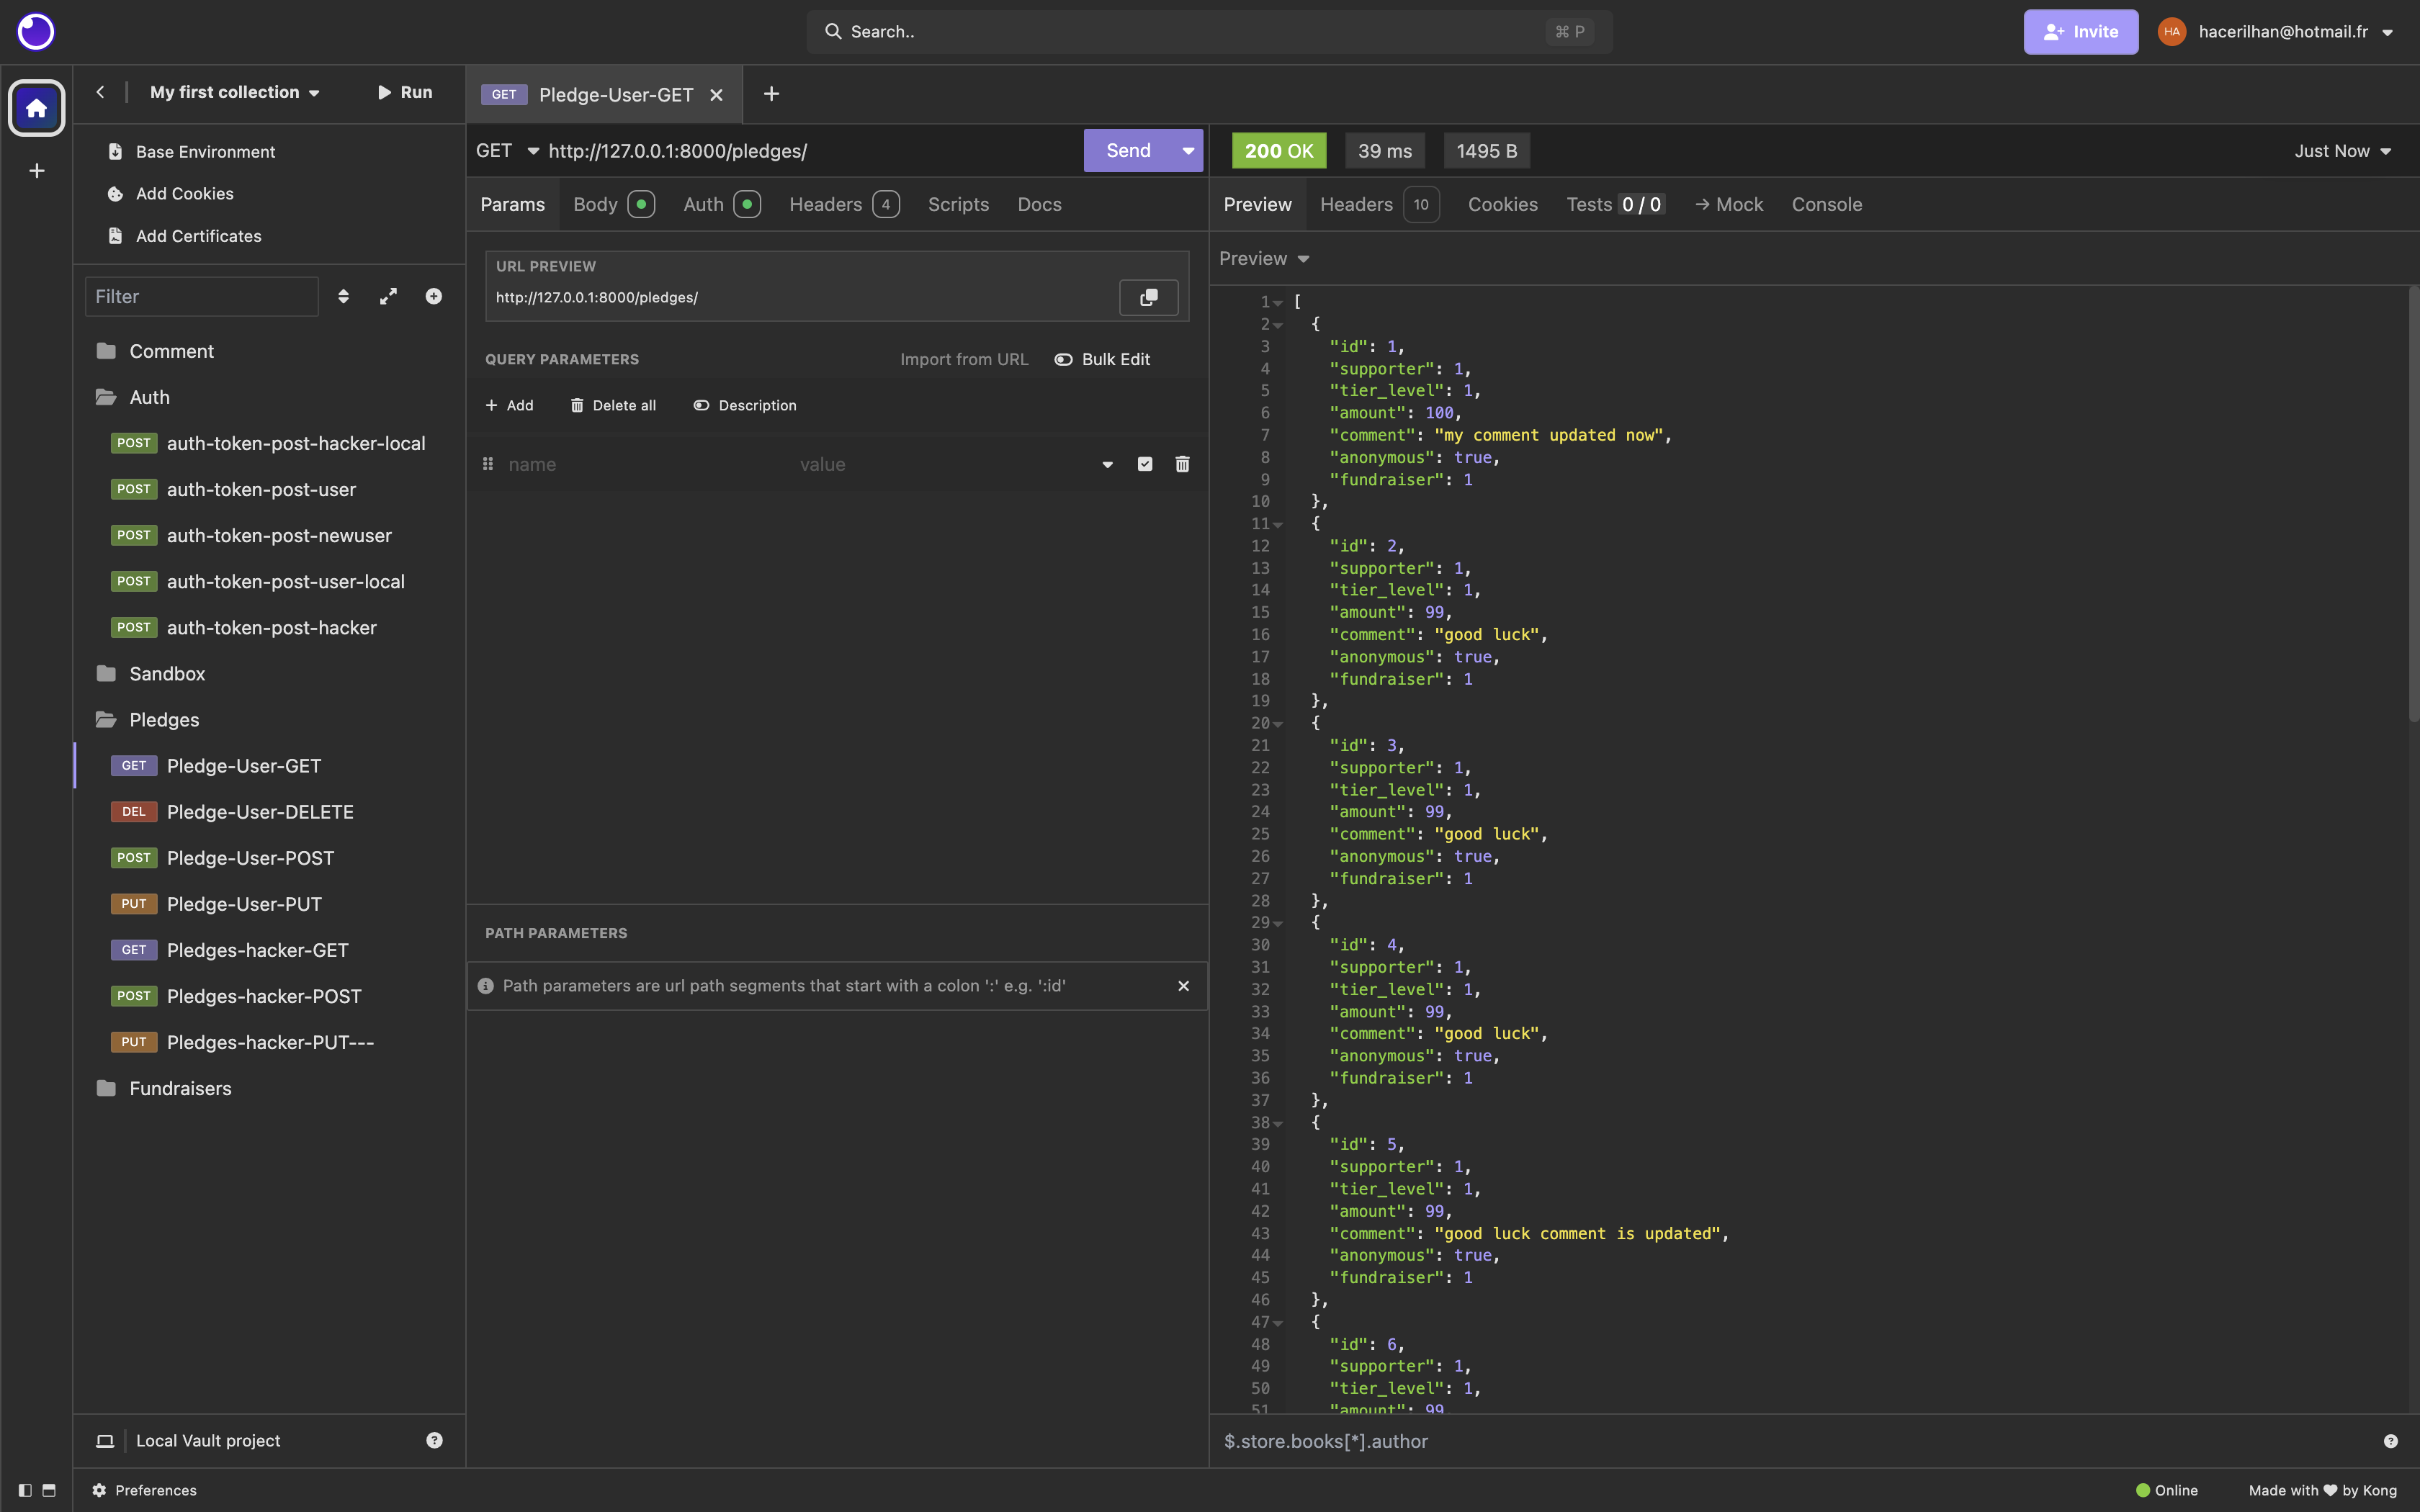 Search..
⌘ P
Invite
HA
hacerilhan@hotmail.fr
My first collection
Run
Base Environment
Add Cookies
Add Certificates
Filter
Comment
Auth
POST auth-token-post-hacker-local
POST auth-token-post-user
POST auth-token-post-newuser
POST auth-token-post-user-local
POST auth-token-post-hacker
Sandbox
Pledges
GET Pledge-User-GET
DEL Pledge-User-DELETE
POST Pledge-User-POST
PUT Pledge-User-PUT
GET Pledges-hacker-GET
POST Pledges-hacker-POST
PUT Pledges-hacker-PUT---
Fundraisers
Local Vault project
Preferences
GET Pledge-User-GET
GET http://127.0.0.1:8000/pledges/
Send
Params Body Auth Headers 4 Scripts Docs
URL PREVIEW
http://127.0.0.1:8000/pledges/
QUERY PARAMETERS Import from URL Bulk Edit
+ Add Delete all Description
name value
PATH PARAMETERS
Path parameters are url path segments that start with a colon ':' e.g. ':id'
200 OK 39 ms 1495 B Just Now
Preview Headers 10 Cookies Tests 0 / 0 → Mock Console
Preview
1 [
2 {
3 "id": 1,
4 "supporter": 1,
5 "tier_level": 1,
6 "amount": 100,
7 "comment": "my comment updated now",
8 "anonymous": true,
9 "fundraiser": 1
10 },
11 {
12 "id": 2,
13 "supporter": 1,
14 "tier_level": 1,
15 "amount": 99,
16 "comment": "good luck",
17 "anonymous": true,
18 "fundraiser": 1
19 },
20 {
21 "id": 3,
22 "supporter": 1,
23 "tier_level": 1,
24 "amount": 99,
25 "comment": "good luck",
26 "anonymous": true,
27 "fundraiser": 1
28 },
29 {
30 "id": 4,
31 "supporter": 1,
32 "tier_level": 1,
33 "amount": 99,
34 "comment": "good luck",
35 "anonymous": true,
36 "fundraiser": 1
37 },
38 {
39 "id": 5,
40 "supporter": 1,
41 "tier_level": 1,
42 "amount": 99,
43 "comment": "good luck comment is updated",
44 "anonymous": true,
45 "fundraiser": 1
46 },
47 {
48 "id": 6,
49 "supporter": 1,
50 "tier_level": 1,
51 "amount": 99,
$.store.books[*].author
Online
Made with ♥ by Kong